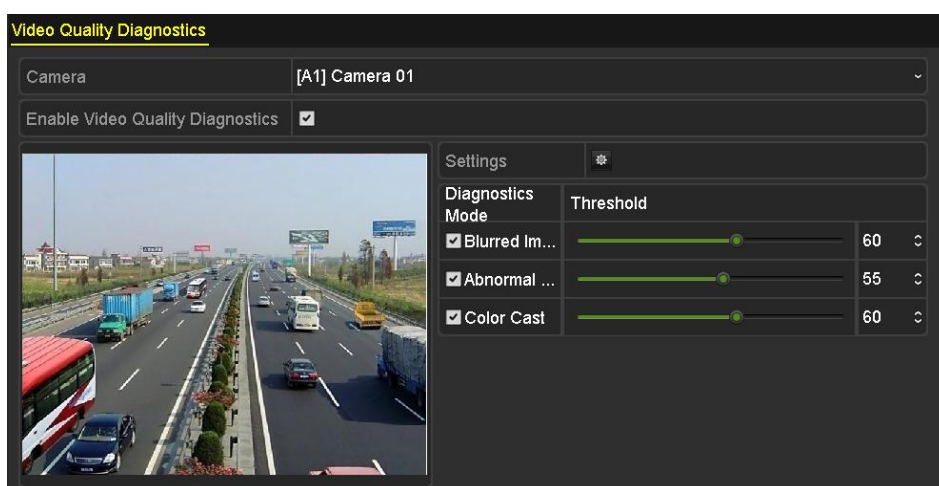 Video Quality Diagnostics
Camera [A1] Camera 01
Enable Video Quality Diagnostics
Settings
Diagnostics Mode Threshold
Blurred Im... 60
Abnormal ... 55
Color Cast 60